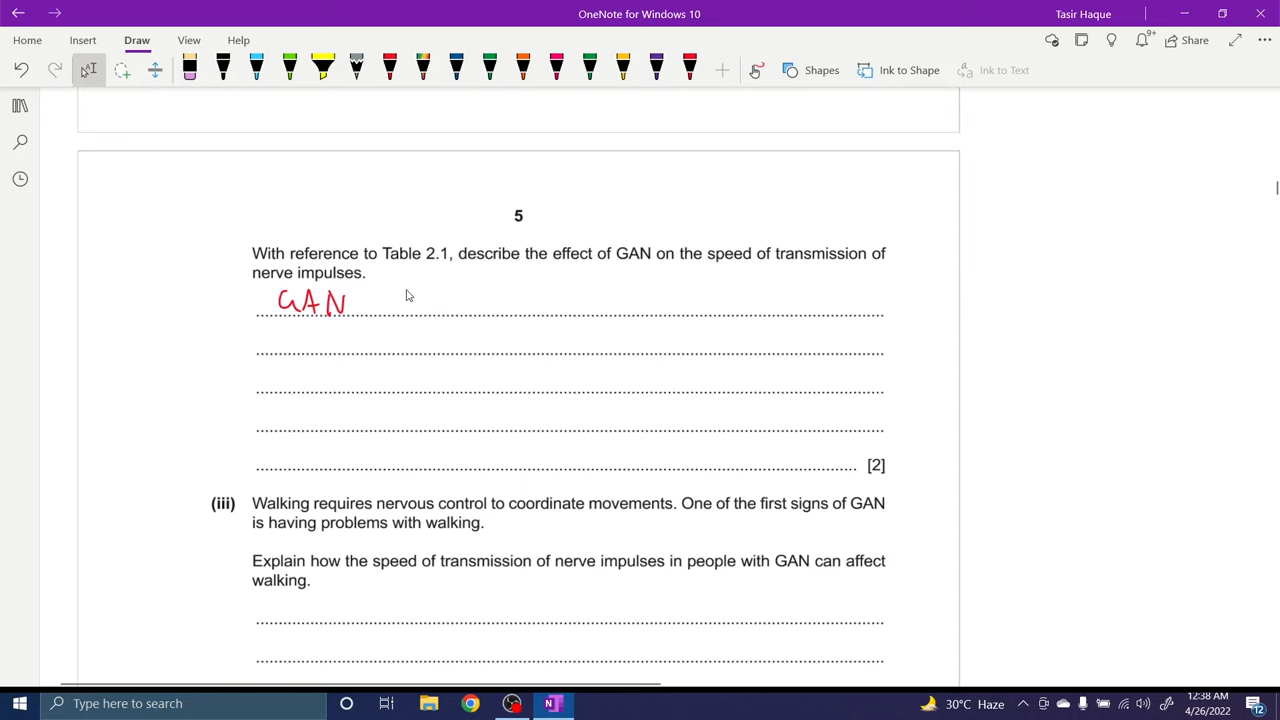 OneNote for Windows 10
Tasir Haque
Home Insert Draw View Help
9+
Share
Shapes
Ink to Shape
Ink to Text
5
With reference to Table 2.1, describe the effect of GAN on the speed of transmission of
nerve impulses.
GAN
[2]
(iii) Walking requires nervous control to coordinate movements. One of the first signs of GAN
is having problems with walking.
Explain how the speed of transmission of nerve impulses in people with GAN can affect
walking.
Type here to search
30°C Haze
12:38 AM
4/26/2022
12